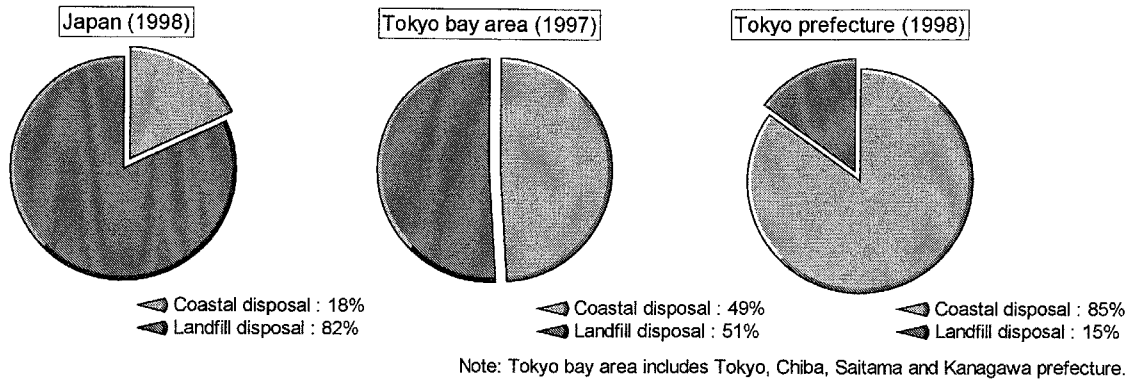 Japan (1998)
Tokyo bay area (1997)
Tokyo prefecture (1998)
Coastal disposal : 18%
Landfill disposal : 82%
Coastal disposal : 49%
Landfill disposal : 51%
Coastal disposal : 85%
Landfill disposal : 15%
Note: Tokyo bay area includes Tokyo, Chiba, Saitama and Kanagawa prefecture.